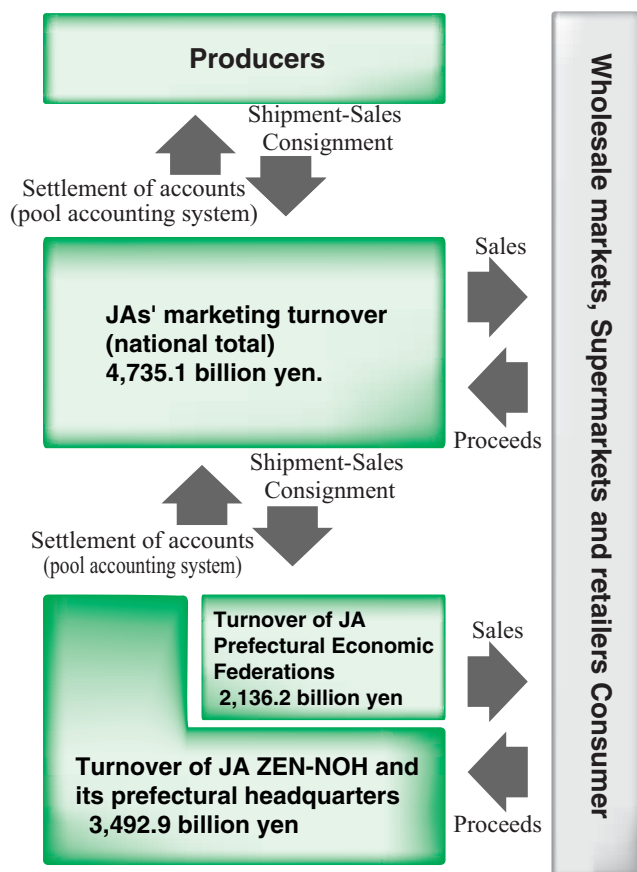 Producers
Shipment-Sales
Consignment
Settlement of accounts
(pool accounting system)
JAs' marketing turnover
(national total)
4,735.1 billion yen.
Sales
Proceeds
Shipment-Sales
Consignment
Settlement of accounts
(pool accounting system)
Turnover of JA
Prefectural Economic
Federations
2,136.2 billion yen
Turnover of JA ZEN-NOH and
its prefectural headquarters
3,492.9 billion yen
Sales
Proceeds
Wholesale markets, Supermarkets and retailers Consumer